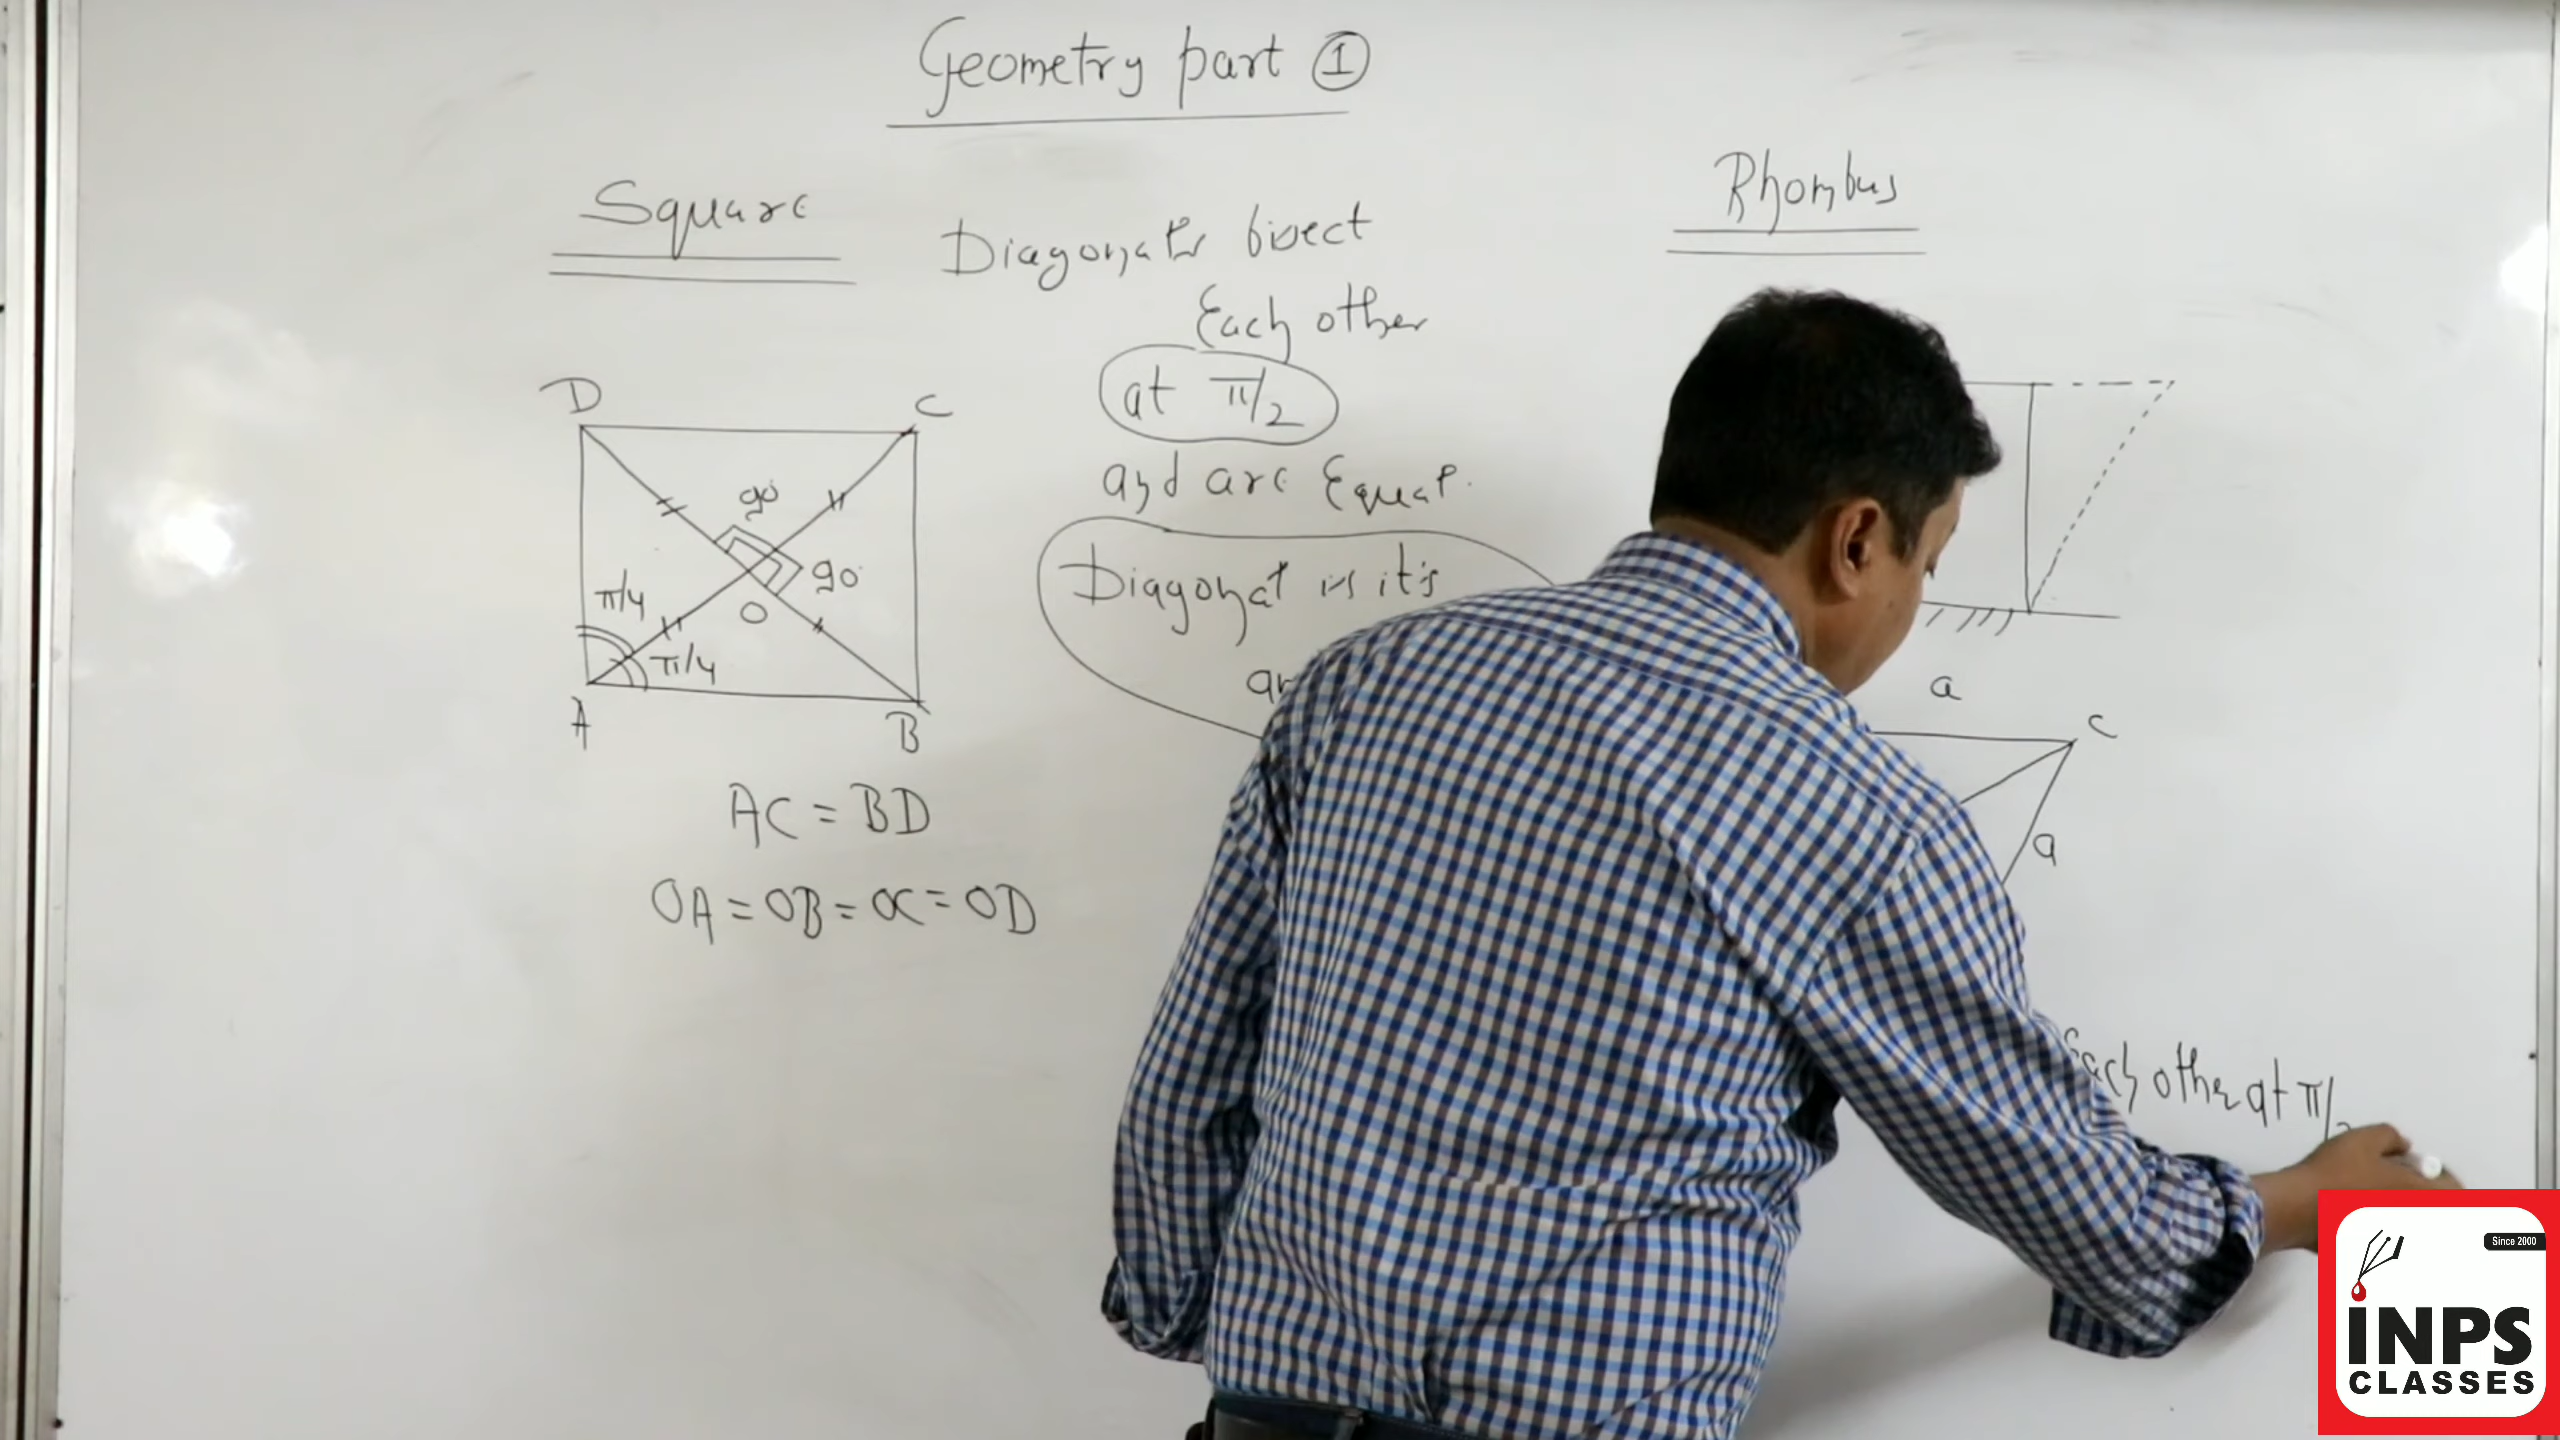 Geometry part ①
Square
Diagonals bisect
Each other
at π/2
and are Equal.
Diagonal is it's
D
C
90°
90°
O
π/4
π/4
A
B
AC = BD
OA = OB = OC = OD
Rhombus
a
C
a
Each other at π/2
Since 2000
iNPS
CLASSES